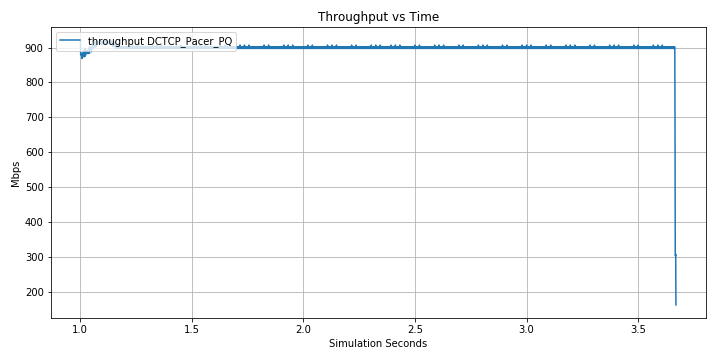 Throughput vs Time
throughput DCTCP_Pacer_PQ
Mbps
900
800
700
600
500
400
300
200
1.0 1.5 2.0 2.5 3.0 3.5
Simulation Seconds